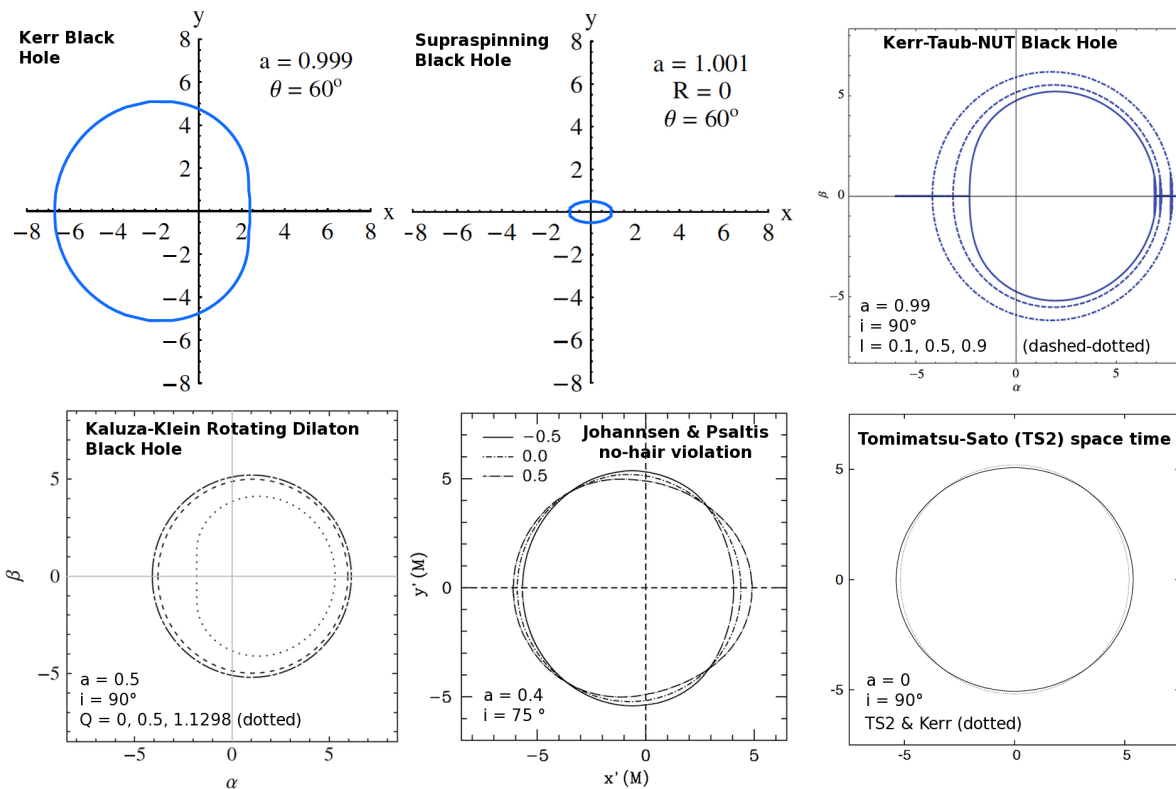 Kerr Black
Hole
y
8
6
4
2
−2
−4
−6
−8
a = 0.999
θ = 60°
−8 −6 −4 −2 2 4 6 8
x
Supraspinning
Black Hole
y
8
6
4
2
−2
−4
−6
−8
a = 1.001
R = 0
θ = 60°
−8 −6 −4 −2 2 4 6 8
x
Kerr-Taub-NUT Black Hole
5
0
−5
β
a = 0.99
i = 90°
l = 0.1, 0.5, 0.9 (dashed-dotted)
−5 0 5
α
Kaluza-Klein Rotating Dilaton
Black Hole
5
0
−5
β
a = 0.5
i = 90°
Q = 0, 0.5, 1.1298 (dotted)
−5 0 5
α
Johannsen & Psaltis
no-hair violation
−0.5
0.0
0.5
5
0
−5
y'(M)
a = 0.4
i = 75 °
−5 0 5
x'(M)
Tomimatsu-Sato (TS2) space time
5
0
-5
a = 0
i = 90°
TS2 & Kerr (dotted)
-5 0 5